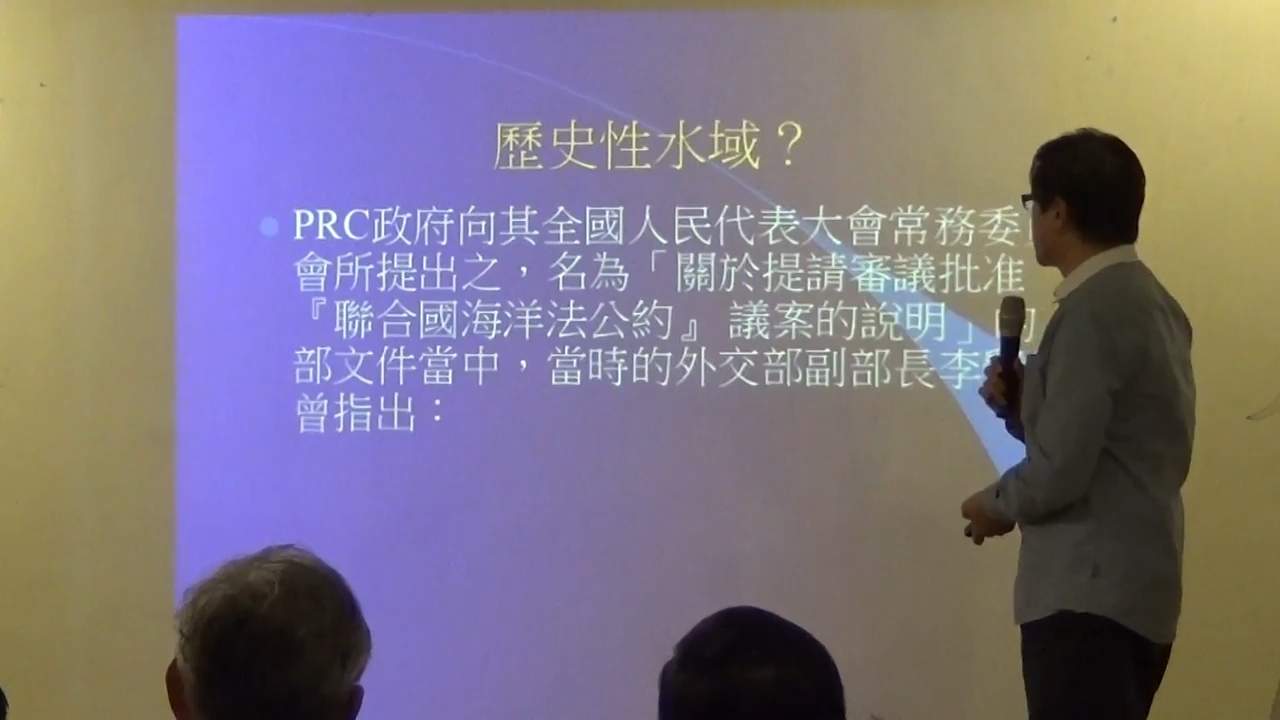 歷史性水域？
PRC政府向其全國人民代表大會常務委
會所提出之，名為「關於提請審議批准
『聯合國海洋法公約』議案的說明」的
部文件當中，當時的外交部副部長李
曾指出：